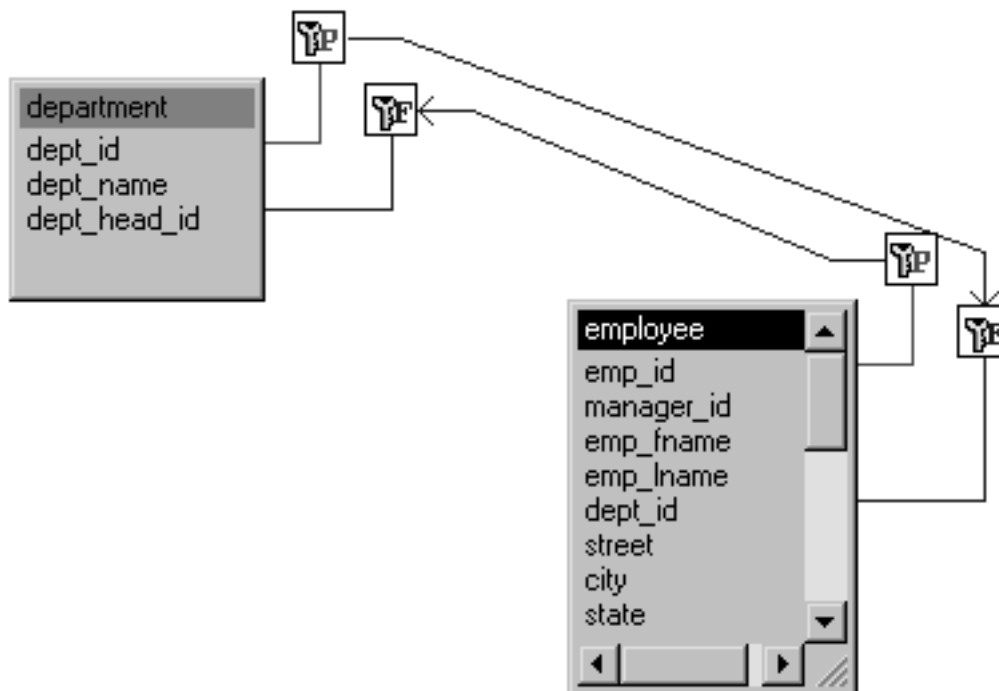 P
department
F
dept_id
dept_name
dept_head_id
P
employee
F
emp_id
manager_id
emp_fname
emp_lname
dept_id
street
city
state